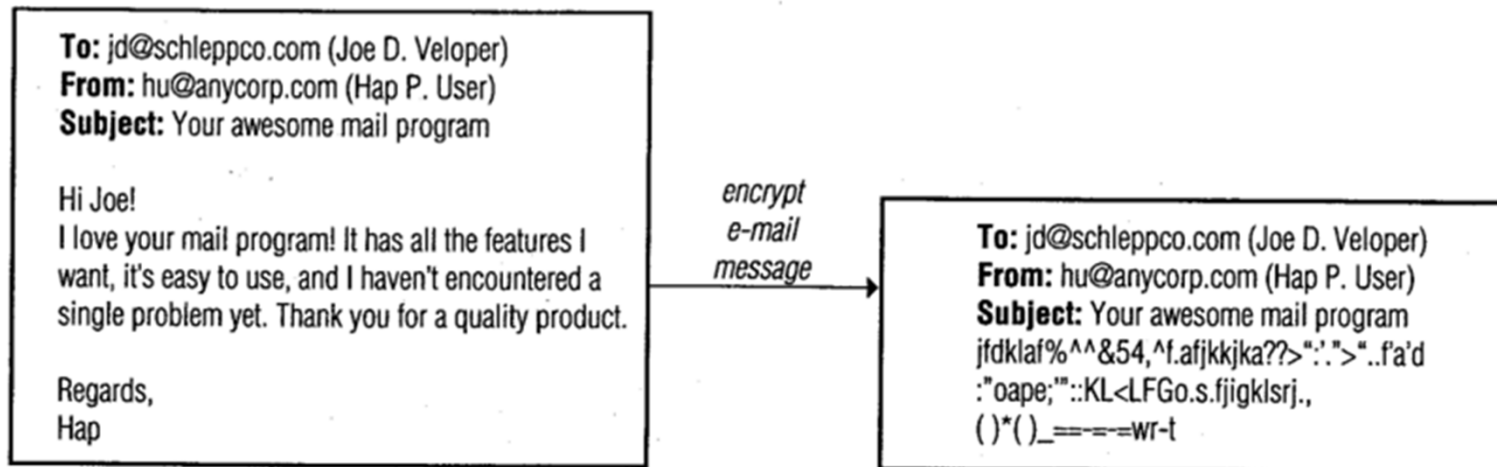 To: jd@schleppco.com (Joe D. Veloper)
From: hu@anycorp.com (Hap P. User)
Subject: Your awesome mail program
Hi Joe!
I love your mail program! It has all the features I
want, it's easy to use, and I haven't encountered a
single problem yet. Thank you for a quality product.
Regards,
Hap
encrypt
e-mail
message
To: jd@schleppco.com (Joe D. Veloper)
From: hu@anycorp.com (Hap P. User)
Subject: Your awesome mail program
jfdklaf%^^&54,^f.afjkkjka??>“:’.”>“..f’a’d
:”oape;’”::KL<LFGo.s.fjigklsrj.,
( )*( )_==-=-=wr-t